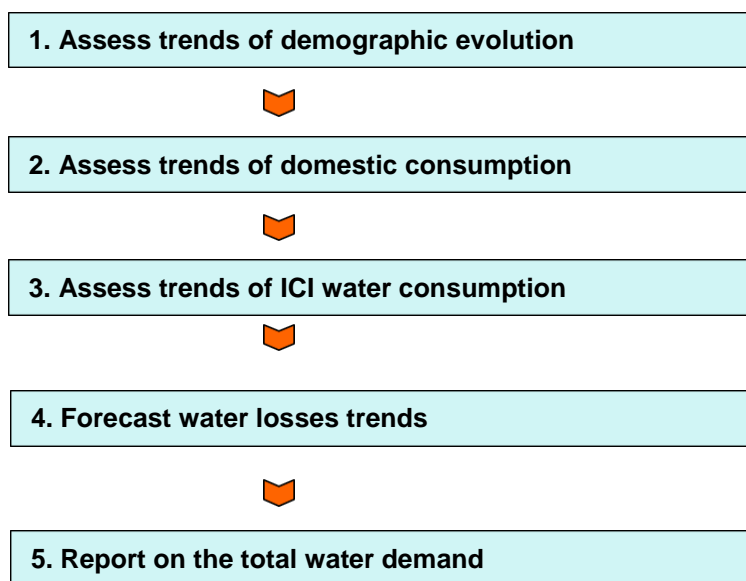 1. Assess trends of demographic evolution
2. Assess trends of domestic consumption
3. Assess trends of ICI water consumption
4. Forecast water losses trends
5. Report on the total water demand